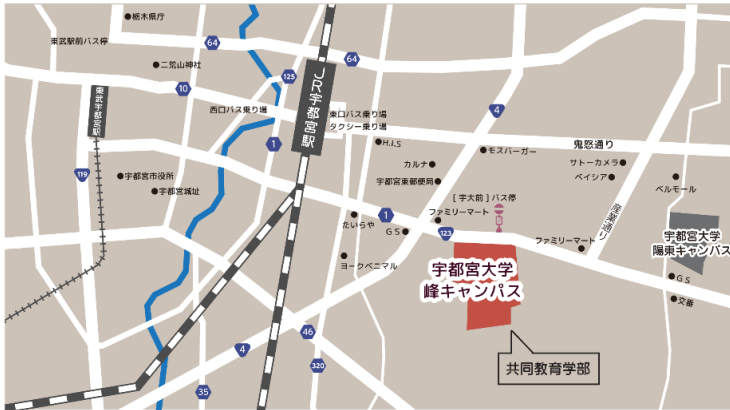 栃木県庁
東武駅前バス停
64
64
二荒山神社
125
10
JR宇都宮駅
東武宇都宮駅
西口バス乗り場
東口バス乗り場
タクシー乗り場
4
1
H.I.S
鬼怒通り
モスバーガー
カルナ
サトーカメラ
ベイシア
宇都宮東郵便局
ベルモール
119
宇都宮市役所
宇都宮城址
[宇大前]バス停
ファミリーマート
1
たいらや
GS
123
産業通り
ファミリーマート
宇都宮大学
陽東キャンパス
ヨークベニマル
宇都宮大学
峰キャンパス
GS
交番
46
4
320
35
共同教育学部